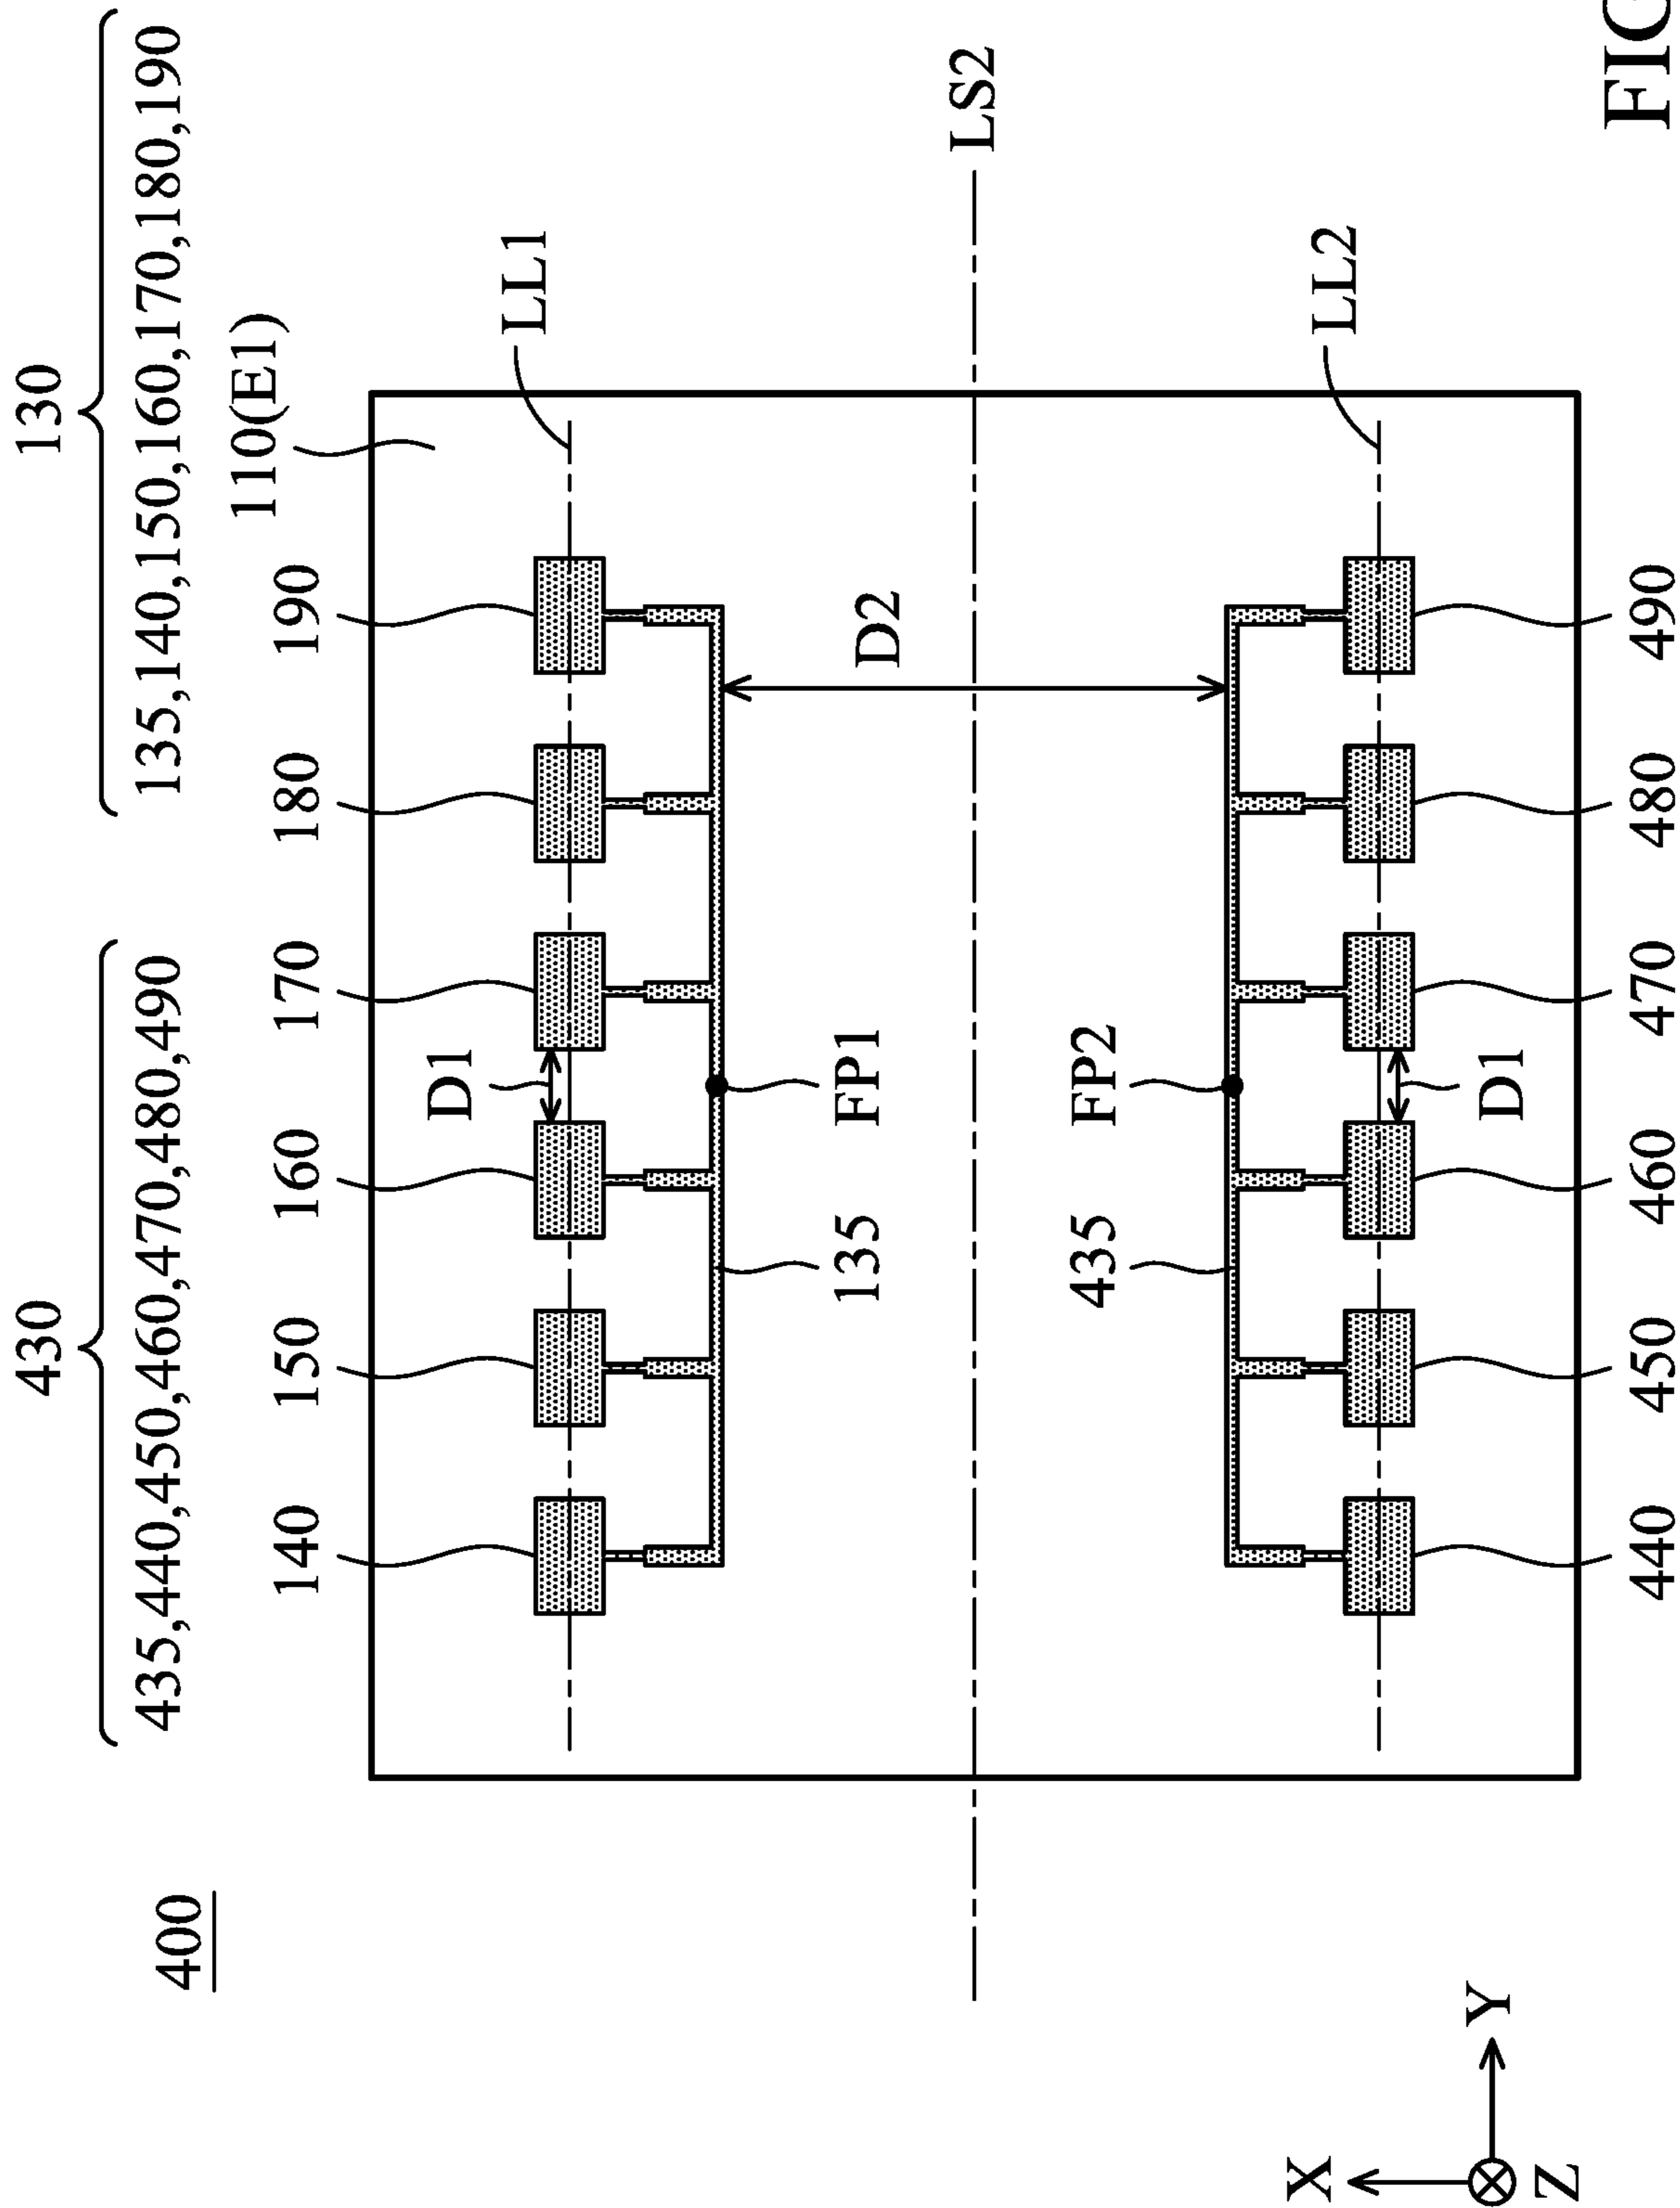 430
130
435,440,450,460,470,480,490
135,140,150,160,170,180,190
400
110(E1)
140
150
160
170
180
190
D1
LL1
135
FP1
D2
LS2
435
FP2
X
LL2
Y
D1
Z
440
450
460
470
480
490
FIG